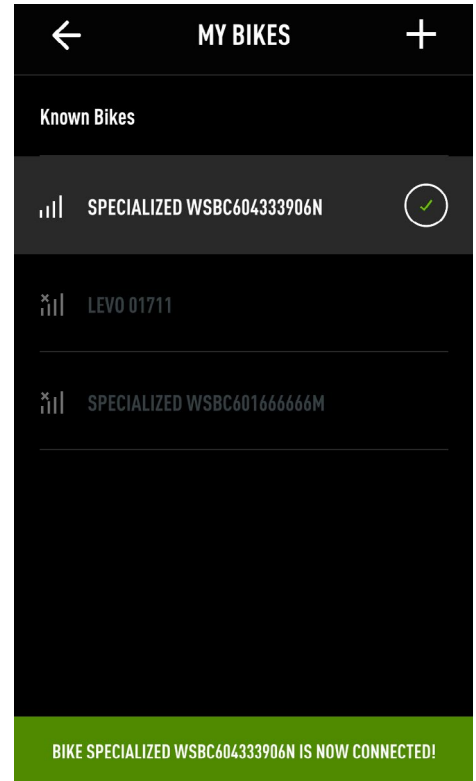 MY BIKES
Known Bikes
SPECIALIZED WSBC604333906N
LEVO 01711
SPECIALIZED WSBC601666666M
BIKE SPECIALIZED WSBC604333906N IS NOW CONNECTED!